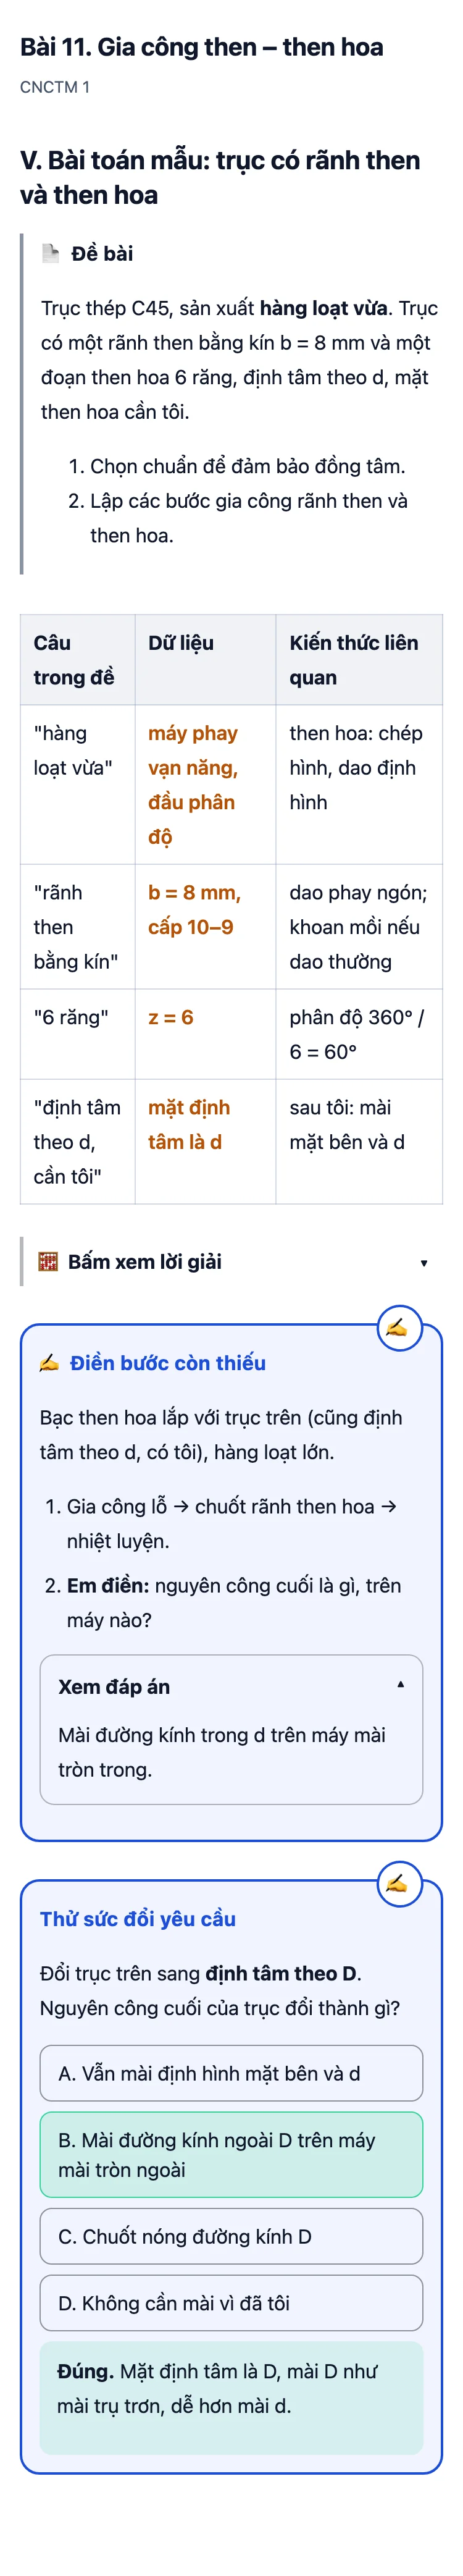 Bài 11. Gia công then – then hoa
CNCTM 1
V. Bài toán mẫu: trục có rãnh then
và then hoa
Đề bài
Trục thép C45, sản xuất hàng loạt vừa. Trục
có một rãnh then bằng kín b = 8 mm và một
đoạn then hoa 6 răng, định tâm theo d, mặt
then hoa cần tôi.
1. Chọn chuẩn để đảm bảo đồng tâm.
2. Lập các bước gia công rãnh then và
then hoa.
Câu
trong đề
Dữ liệu
Kiến thức liên
quan
"hàng
loạt vừa"
máy phay
vạn năng,
đầu phân
độ
then hoa: chép
hình, dao định
hình
"rãnh
then
bằng kín"
b = 8 mm,
cấp 10–9
dao phay ngón;
khoan mồi nếu
dao thường
"6 răng"
z = 6
phân độ 360° /
6 = 60°
"định tâm
theo d,
cần tôi"
mặt định
tâm là d
sau tôi: mài
mặt bên và d
Bấm xem lời giải
Điền bước còn thiếu
Bạc then hoa lắp với trục trên (cũng định
tâm theo d, có tôi), hàng loạt lớn.
1. Gia công lỗ → chuốt rãnh then hoa →
nhiệt luyện.
2. Em điền: nguyên công cuối là gì, trên
máy nào?
Xem đáp án
Mài đường kính trong d trên máy mài
tròn trong.
Thử sức đổi yêu cầu
Đổi trục trên sang định tâm theo D.
Nguyên công cuối của trục đổi thành gì?
A. Vẫn mài định hình mặt bên và d
B. Mài đường kính ngoài D trên máy
mài tròn ngoài
C. Chuốt nóng đường kính D
D. Không cần mài vì đã tôi
Đúng. Mặt định tâm là D, mài D như
mài trụ trơn, dễ hơn mài d.